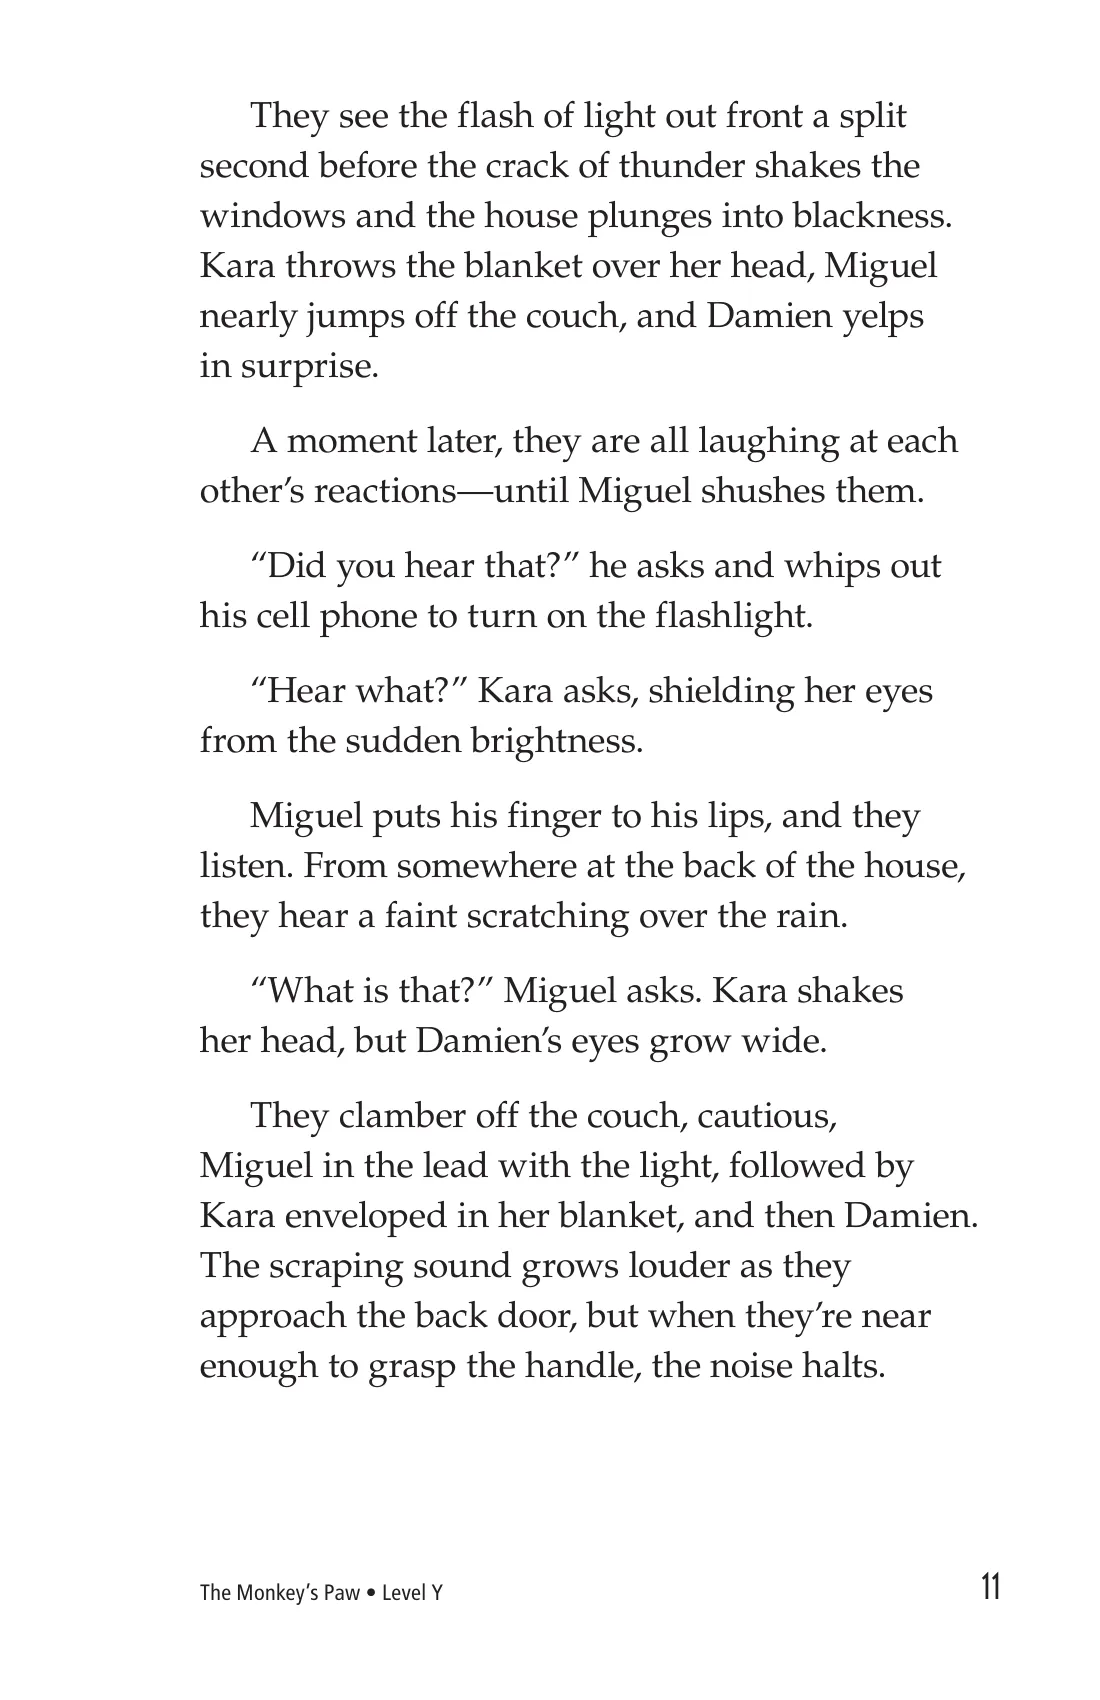 They see the flash of light out front a split
second before the crack of thunder shakes the
windows and the house plunges into blackness.
Kara throws the blanket over her head, Miguel
nearly jumps off the couch, and Damien yelps
in surprise.
A moment later, they are all laughing at each
other’s reactions—until Miguel shushes them.
“Did you hear that?” he asks and whips out
his cell phone to turn on the flashlight.
“Hear what?” Kara asks, shielding her eyes
from the sudden brightness.
Miguel puts his finger to his lips, and they
listen. From somewhere at the back of the house,
they hear a faint scratching over the rain.
“What is that?” Miguel asks. Kara shakes
her head, but Damien’s eyes grow wide.
They clamber off the couch, cautious,
Miguel in the lead with the light, followed by
Kara enveloped in her blanket, and then Damien.
The scraping sound grows louder as they
approach the back door, but when they’re near
enough to grasp the handle, the noise halts.
The Monkey’s Paw • Level Y 11